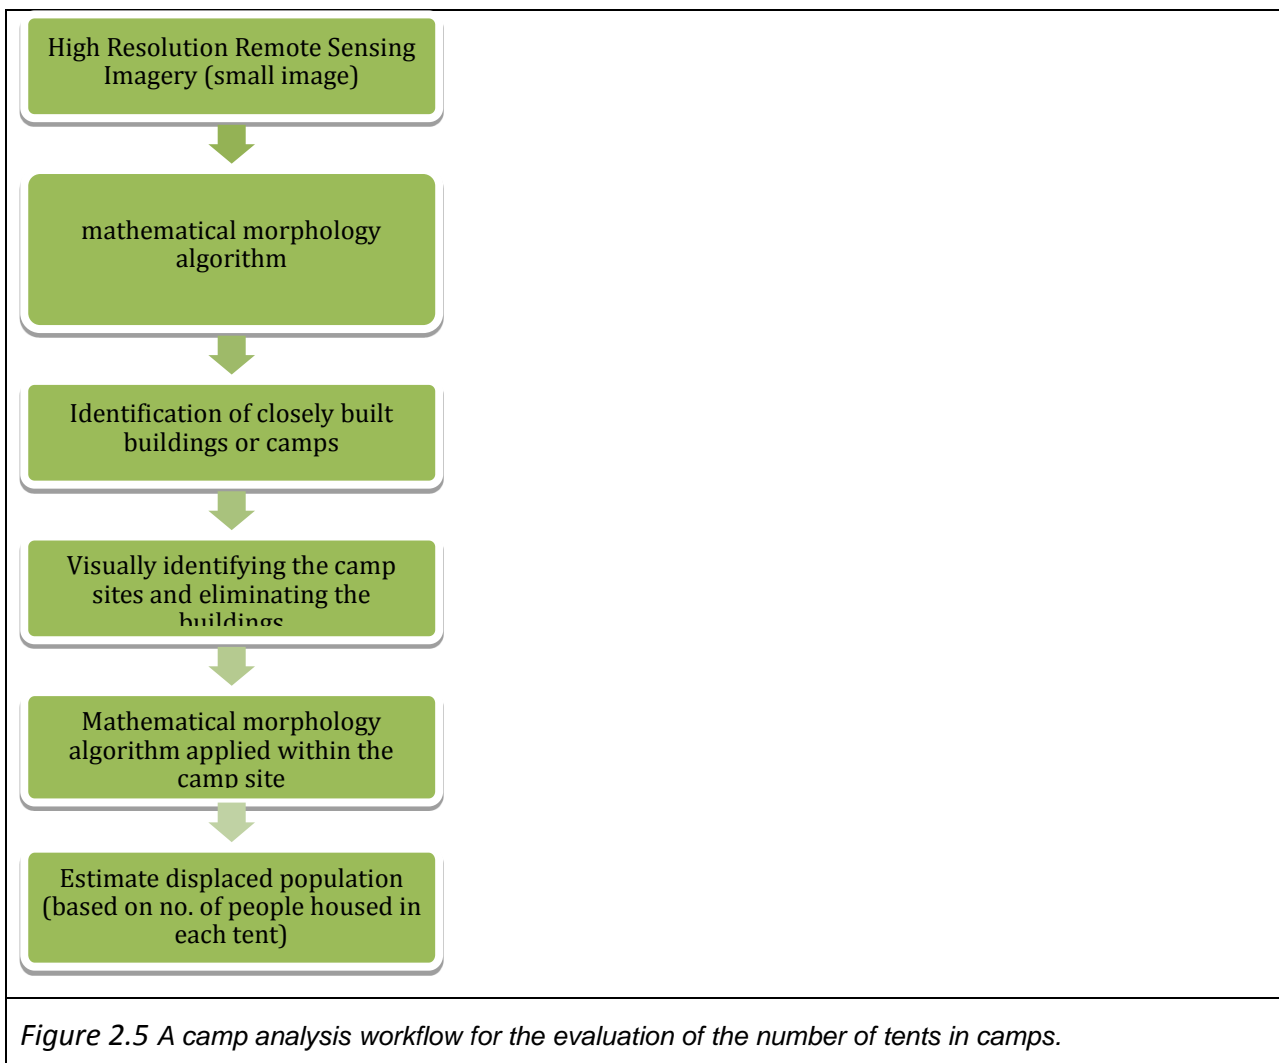 High Resolution Remote Sensing
Imagery (small image)
mathematical morphology
algorithm
Identification of closely built
buildings or camps
Visually identifying the camp
sites and eliminating the
buildings
Mathematical morphology
algorithm applied within the
camp site
Estimate displaced population
(based on no. of people housed in
each tent)
Figure 2.5 A camp analysis workflow for the evaluation of the number of tents in camps.